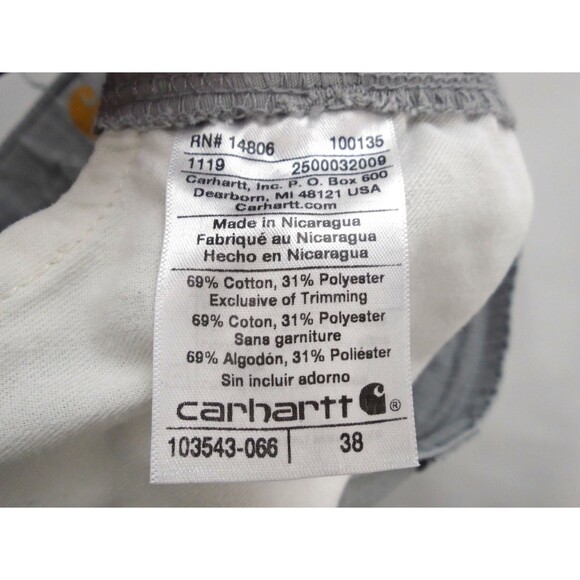 RN# 14806 100135
1119 2500032009
Carhartt, Inc. P. O. Box 600
Dearborn, MI 48121 USA
Carhartt.com
Made in Nicaragua
Fabriqué au Nicaragua
Hecho en Nicaragua
69% Cotton, 31% Polyester
Exclusive of Trimming
69% Coton, 31% Polyester
Sans garniture
69% Algodón, 31% Poliéster
Sin incluir adorno
carhartt ®
103543-066 38